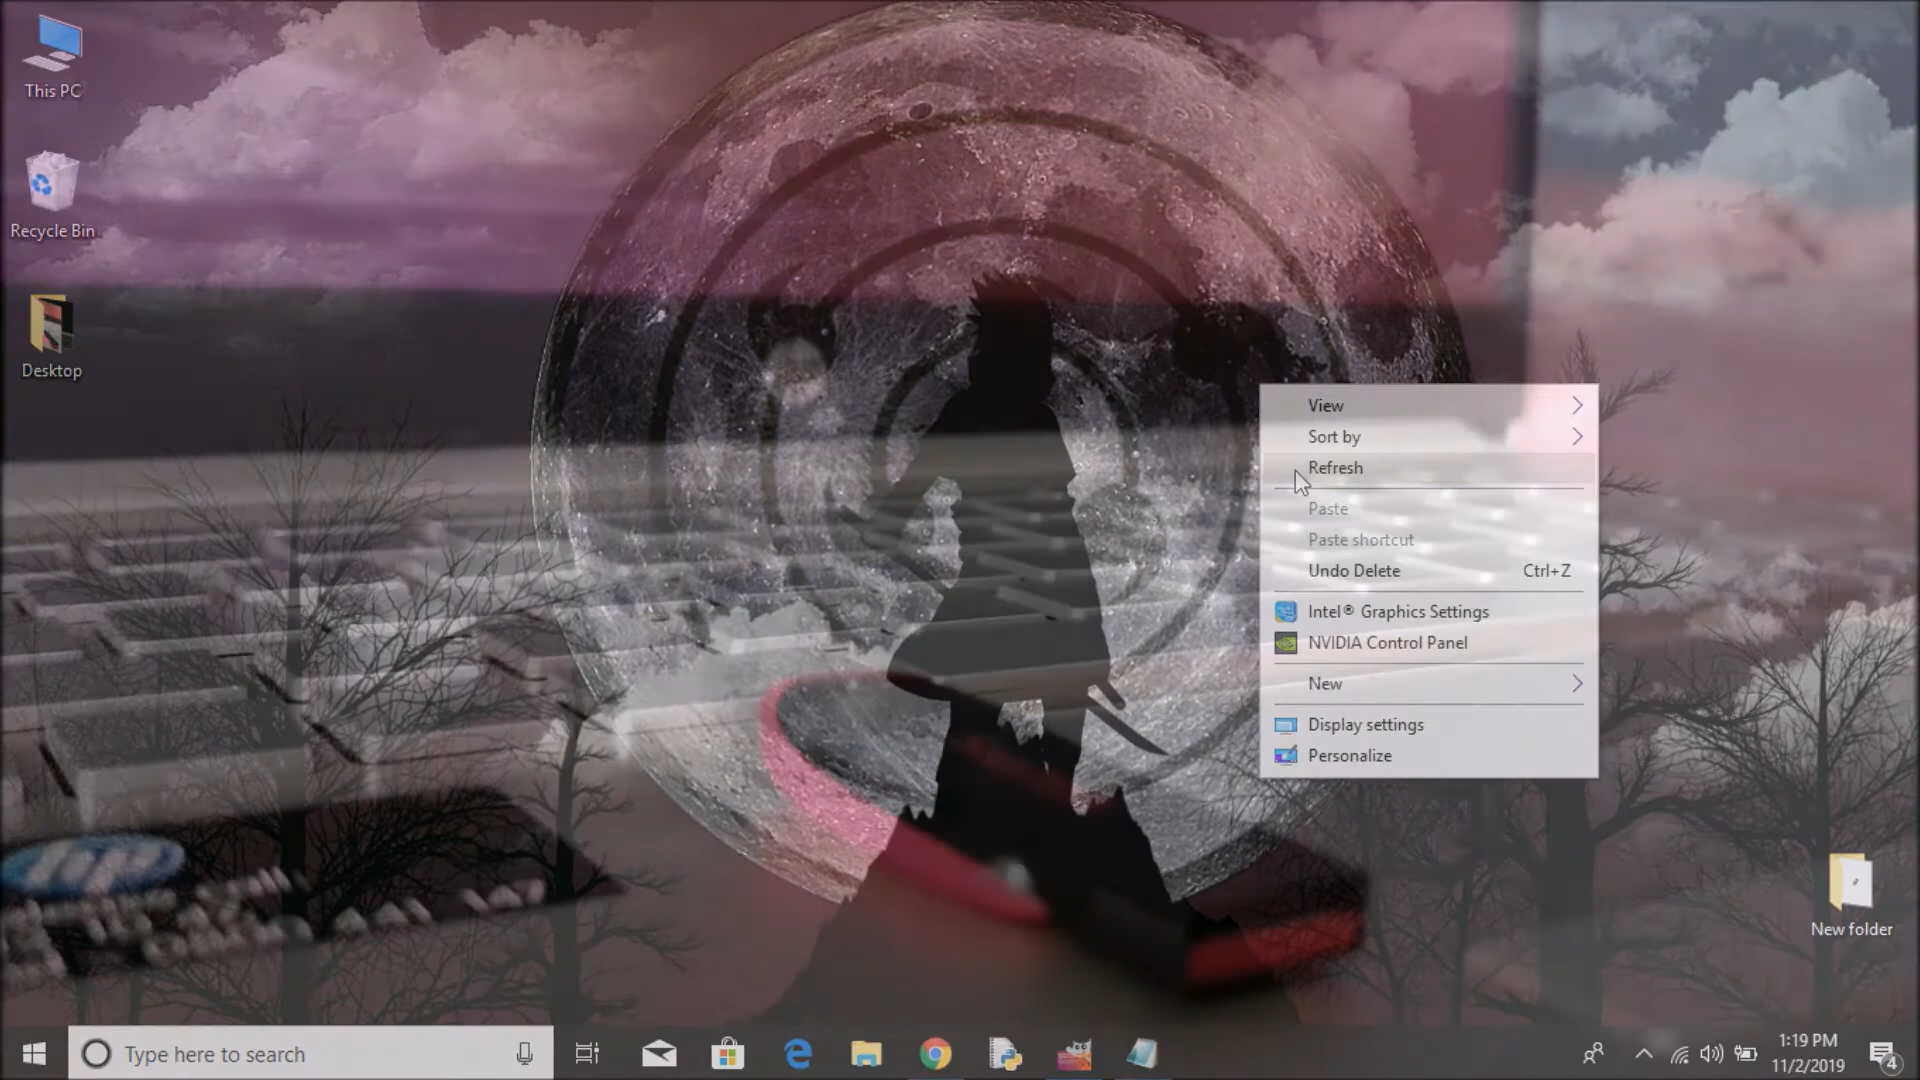 This PC
Recycle Bin
Desktop
View
Sort by
Refresh
Paste
Paste shortcut
Undo Delete Ctrl+Z
Intel® Graphics Settings
NVIDIA Control Panel
New
Display settings
Personalize
New folder
Type here to search
1:19 PM
11/2/2019
4